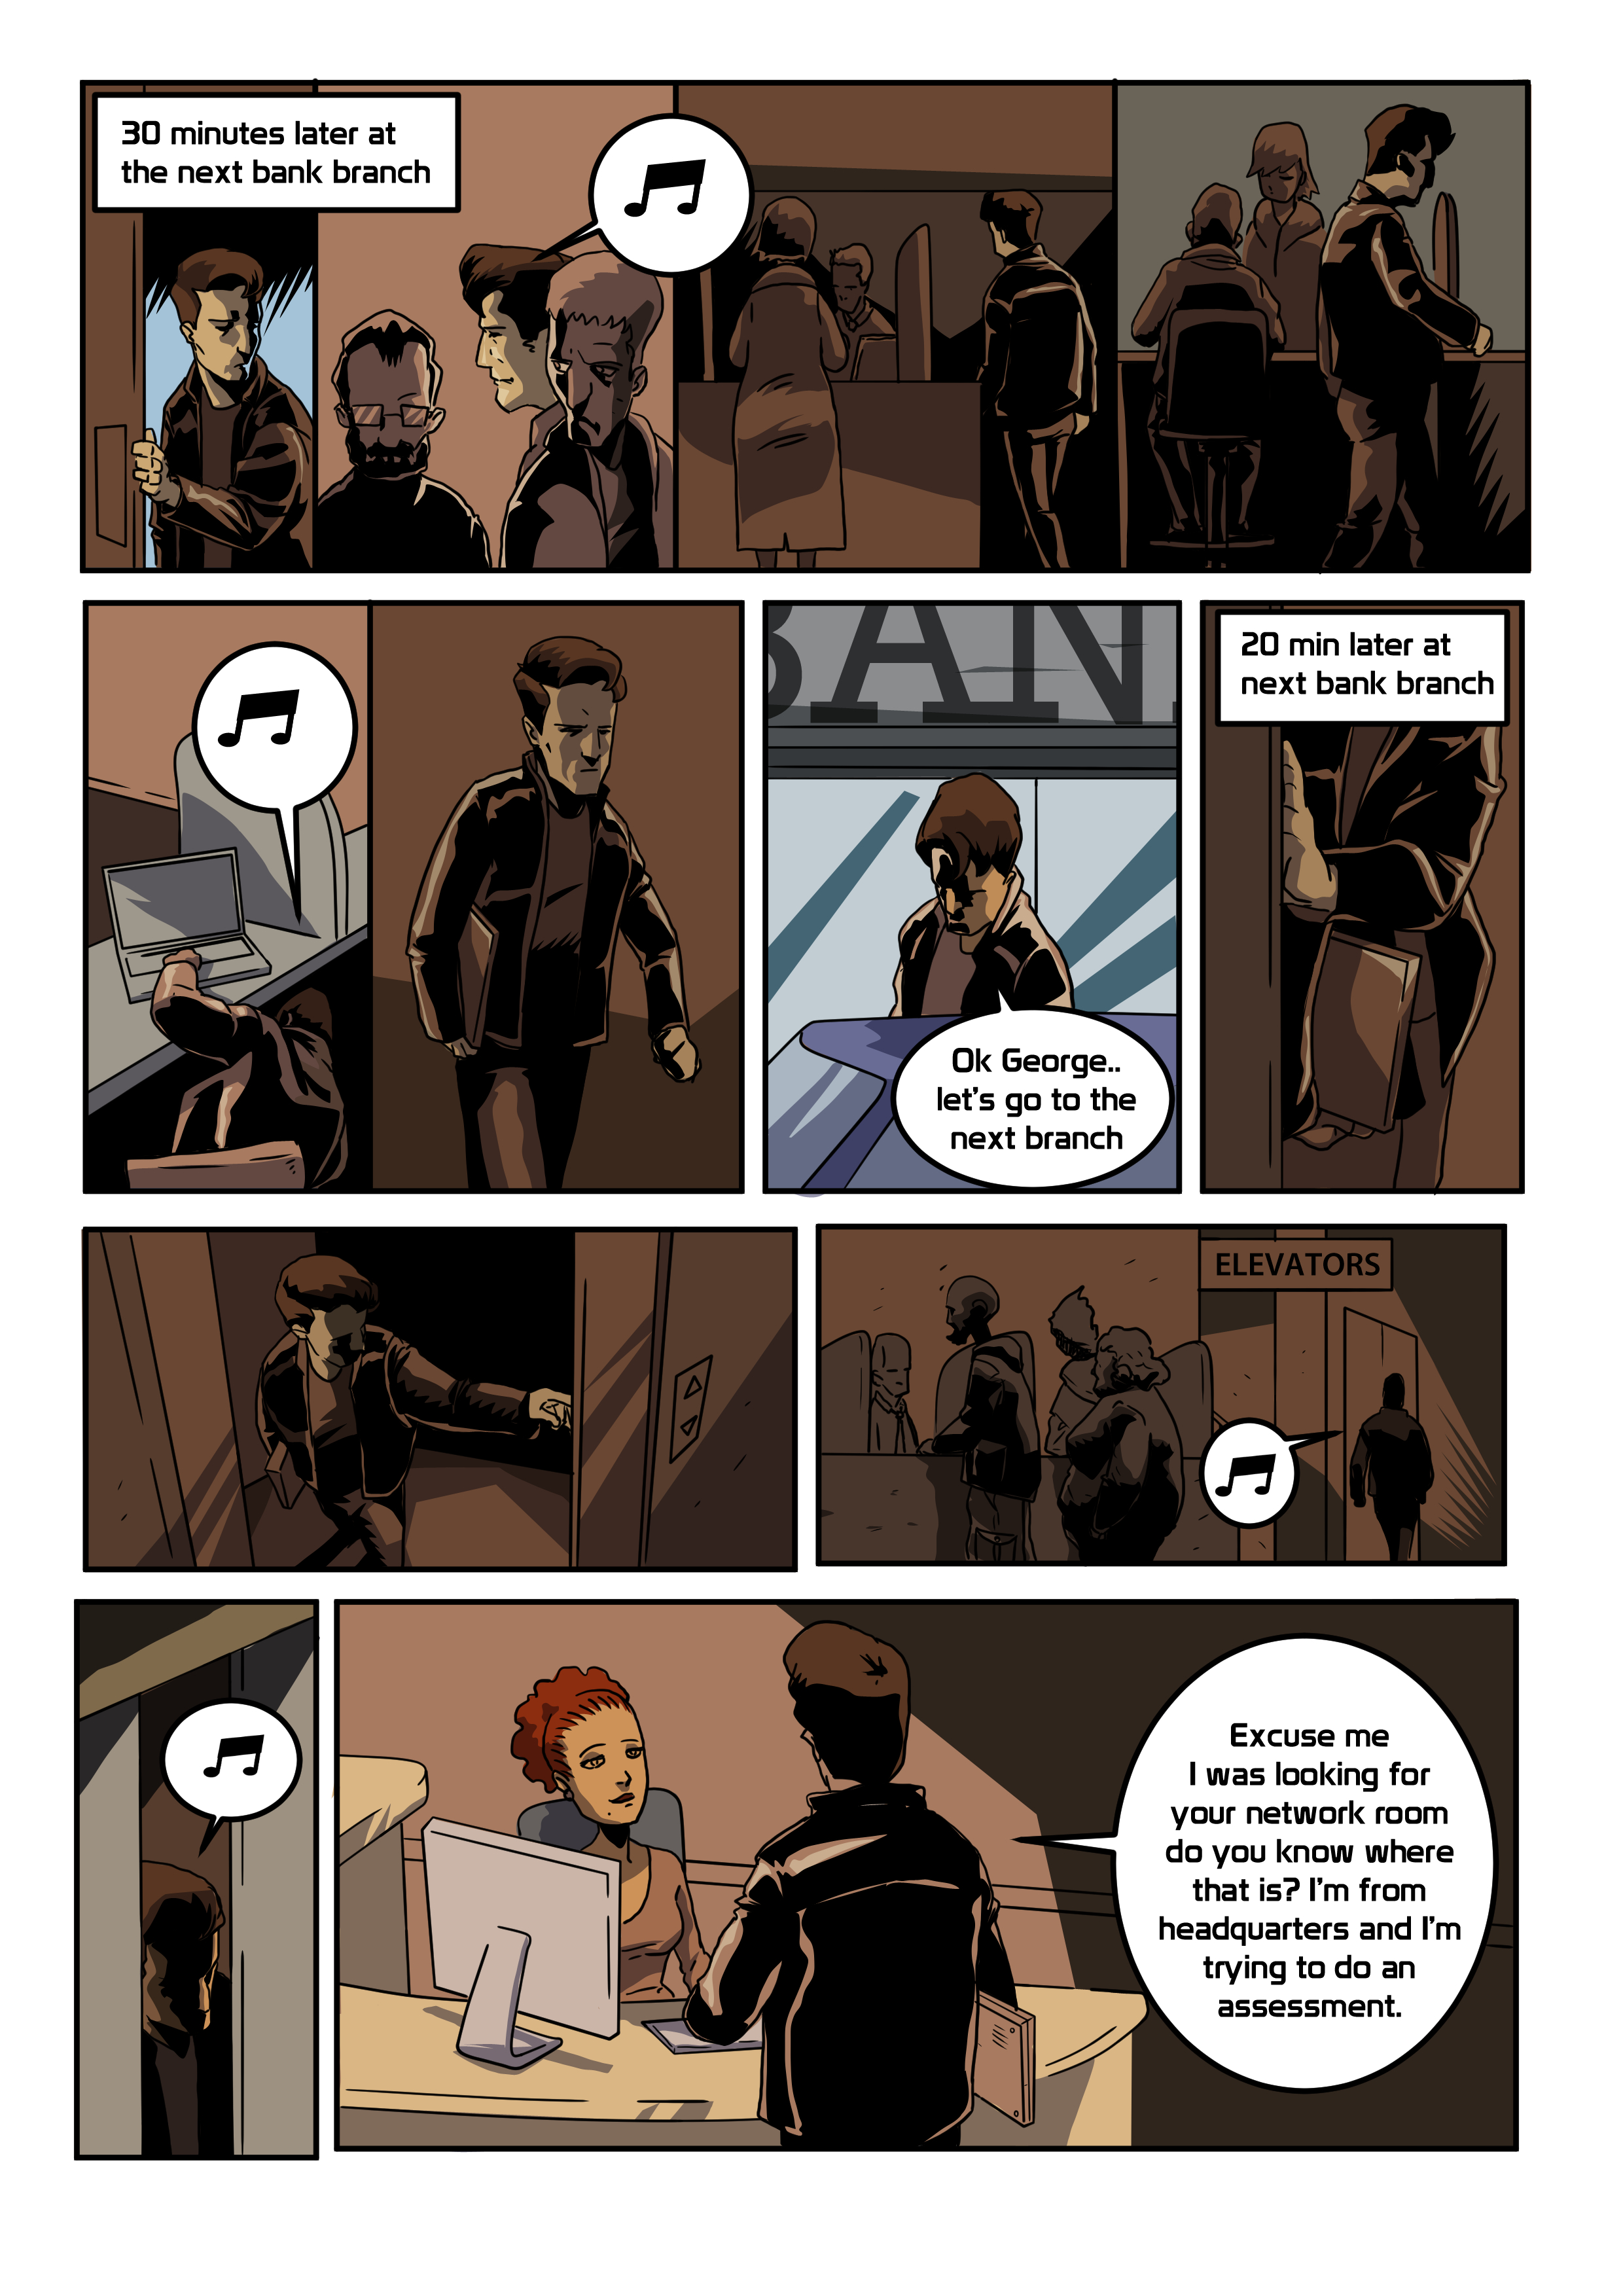 30 minutes later at
the next bank branch
BAN
Ok George..
let's go to the
next branch
20 min later at
next bank branch
ELEVATORS
Excuse me
I was looking for
your network room
do you know where
that is? I'm from
headquarters and I'm
trying to do an
assessment.